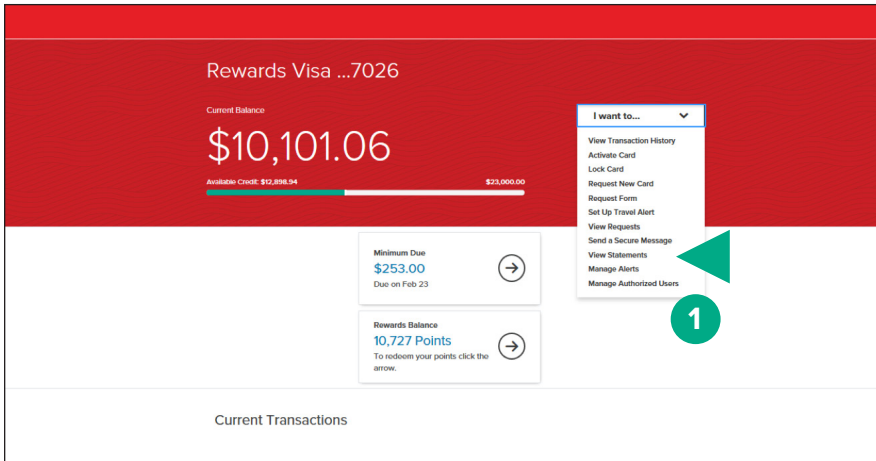 Rewards Visa ...7026
Current Balance
$10,101.06
Available Credit: $12,898.94
$23,000.00
I want to...
View Transaction History
Activate Card
Lock Card
Request New Card
Request Form
Set Up Travel Alert
View Requests
Send a Secure Message
View Statements
Manage Alerts
Manage Authorized Users
1
Minimum Due
$253.00
Due on Feb 23
Rewards Balance
10,727 Points
To redeem your points click the
arrow.
Current Transactions